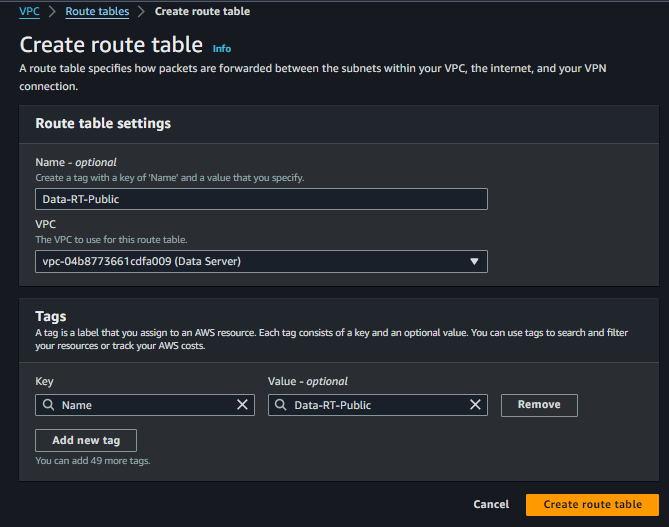 VPC > Route tables > Create route table
Create route table Info
A route table specifies how packets are forwarded between the subnets within your VPC, the internet, and your VPN
connection.
Route table settings
Name - optional
Create a tag with a key of 'Name' and a value that you specify.
Data-RT-Public
VPC
The VPC to use for this route table.
vpc-04b8773661cdfa009 (Data Server)
Tags
A tag is a label that you assign to an AWS resource. Each tag consists of a key and an optional value. You can use tags to search and filter
your resources or track your AWS costs.
Key Value - optional
Name Data-RT-Public Remove
Add new tag
You can add 49 more tags.
Cancel Create route table